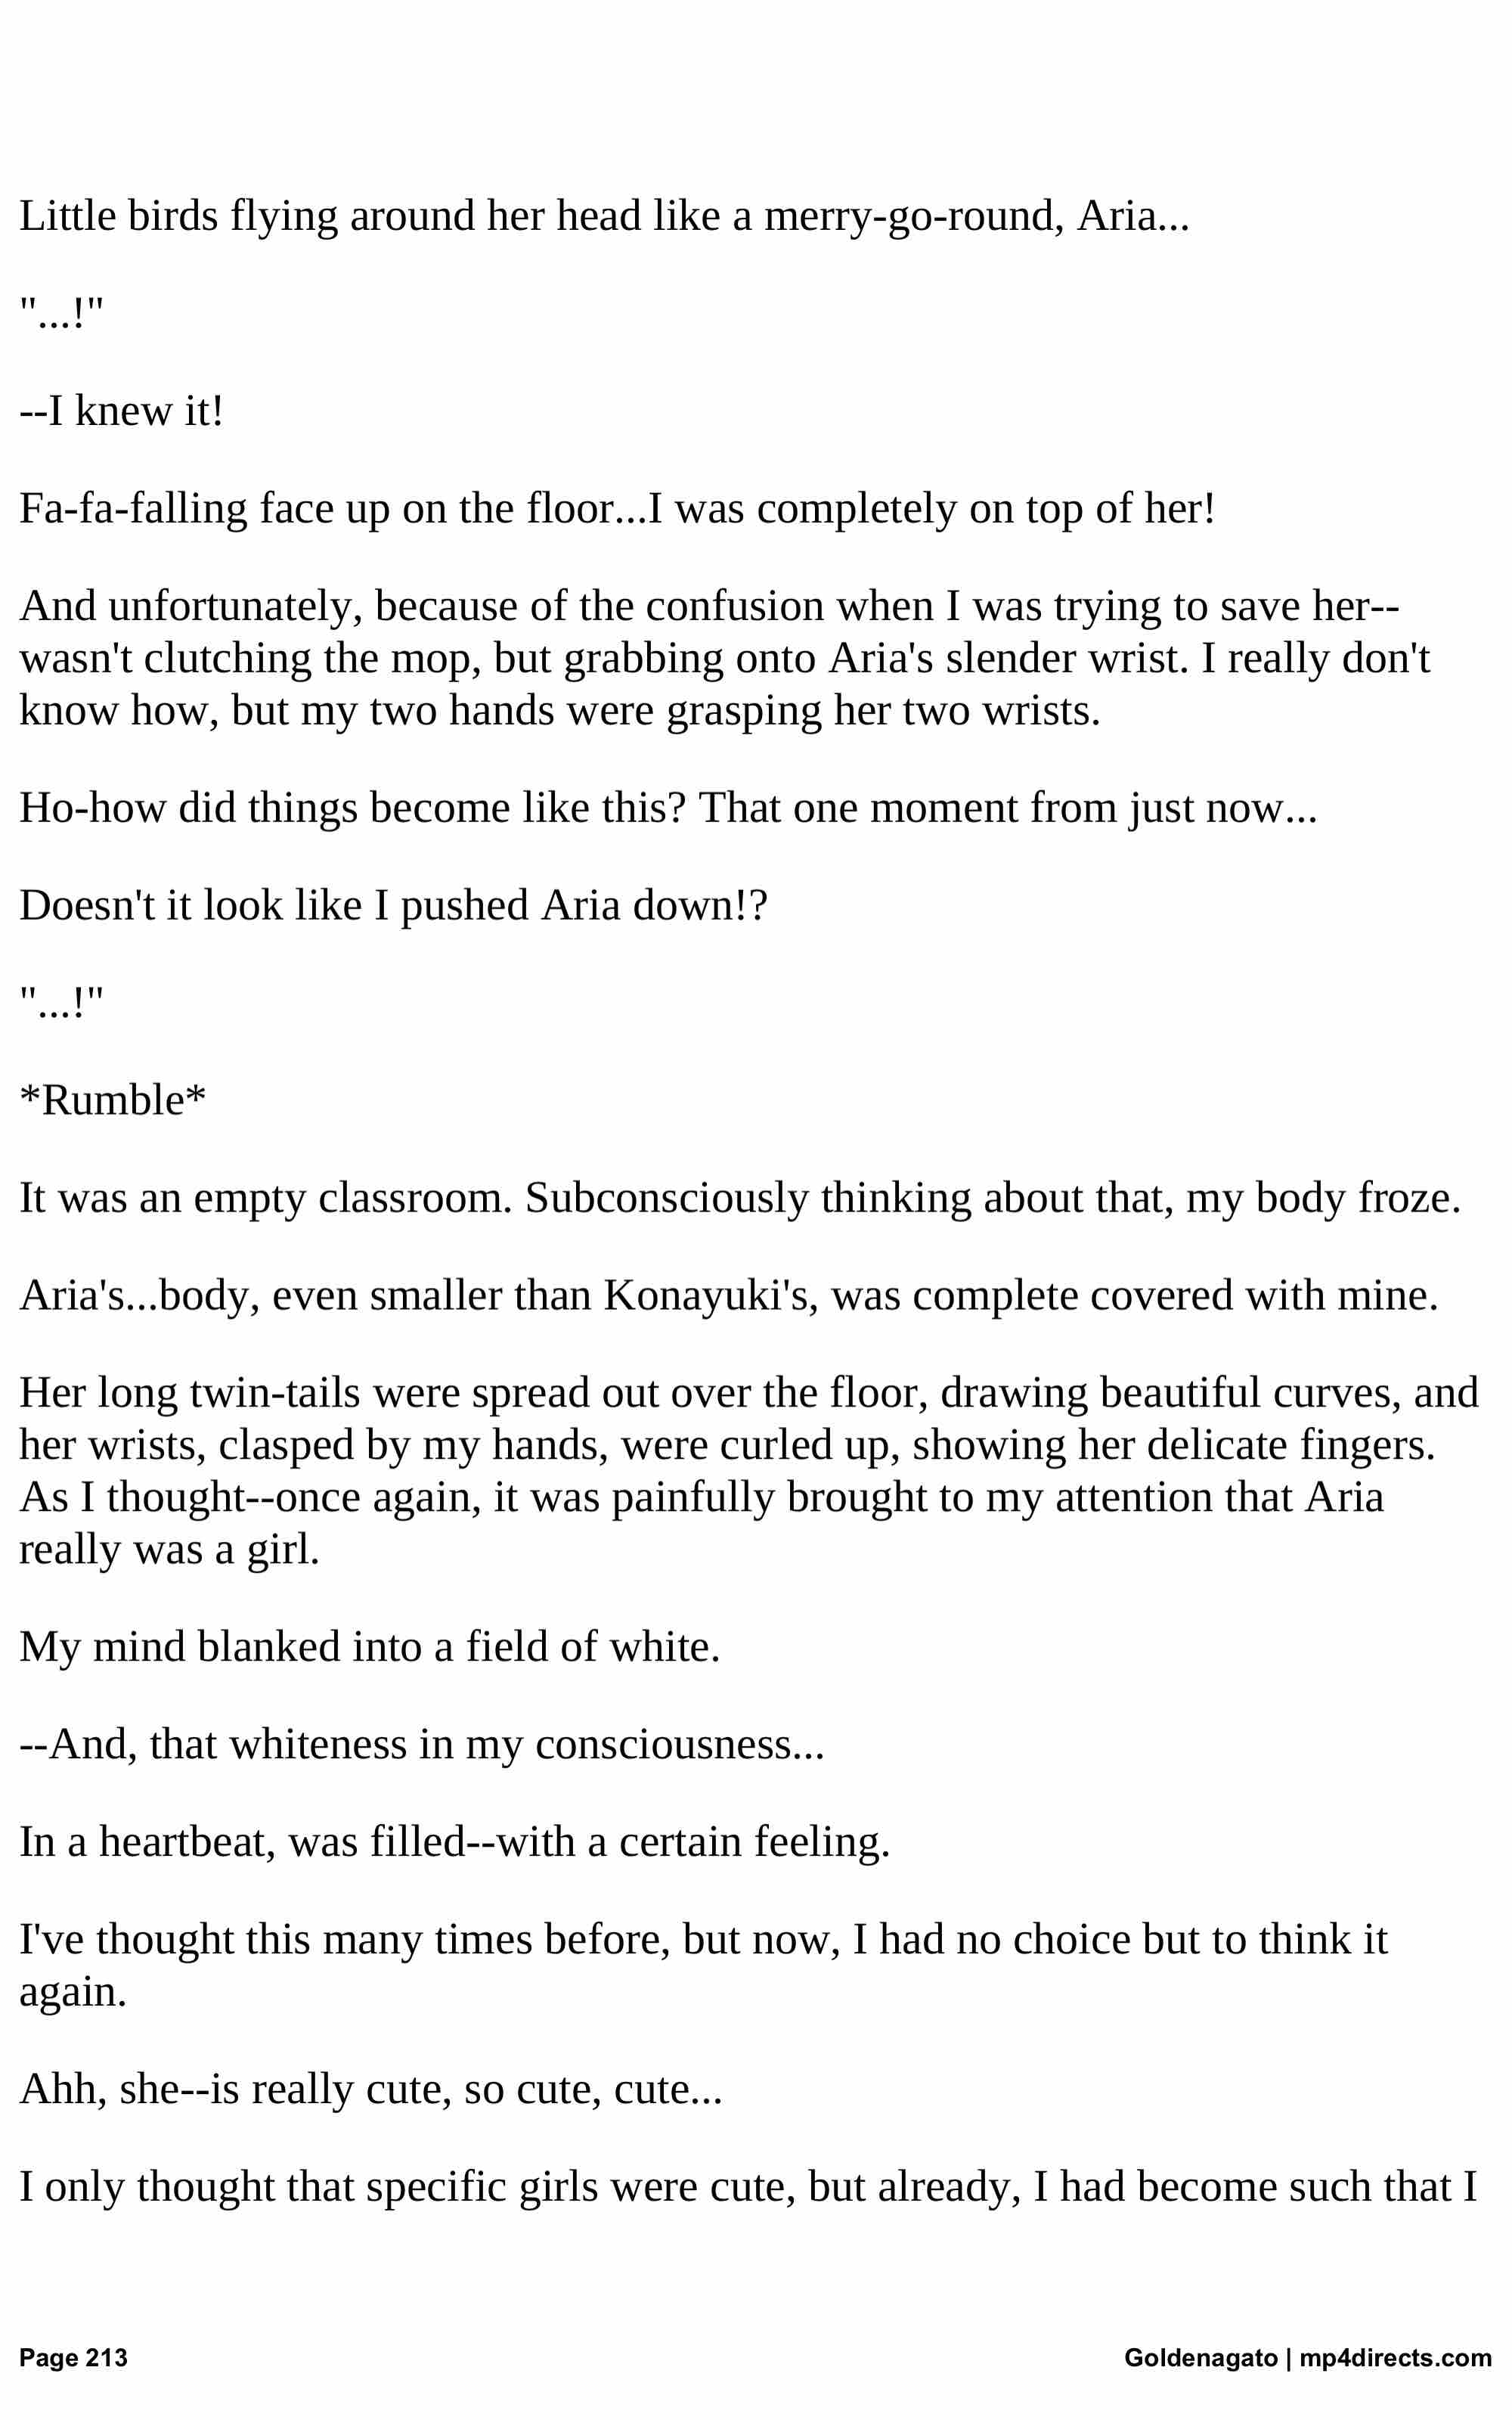 Little birds flying around her head like a merry-go-round, Aria...
"...!"
--I knew it!
Fa-fa-falling face up on the floor...I was completely on top of her!
And unfortunately, because of the confusion when I was trying to save her--
wasn't clutching the mop, but grabbing onto Aria's slender wrist. I really don't
know how, but my two hands were grasping her two wrists.
Ho-how did things become like this? That one moment from just now...
Doesn't it look like I pushed Aria down!?
"...!"
*Rumble*
It was an empty classroom. Subconsciously thinking about that, my body froze.
Aria's...body, even smaller than Konayuki's, was complete covered with mine.
Her long twin-tails were spread out over the floor, drawing beautiful curves, and
her wrists, clasped by my hands, were curled up, showing her delicate fingers.
As I thought--once again, it was painfully brought to my attention that Aria
really was a girl.
My mind blanked into a field of white.
--And, that whiteness in my consciousness...
In a heartbeat, was filled--with a certain feeling.
I've thought this many times before, but now, I had no choice but to think it
again.
Ahh, she--is really cute, so cute, cute...
I only thought that specific girls were cute, but already, I had become such that I
Page 213
Goldenagato | mp4directs.com